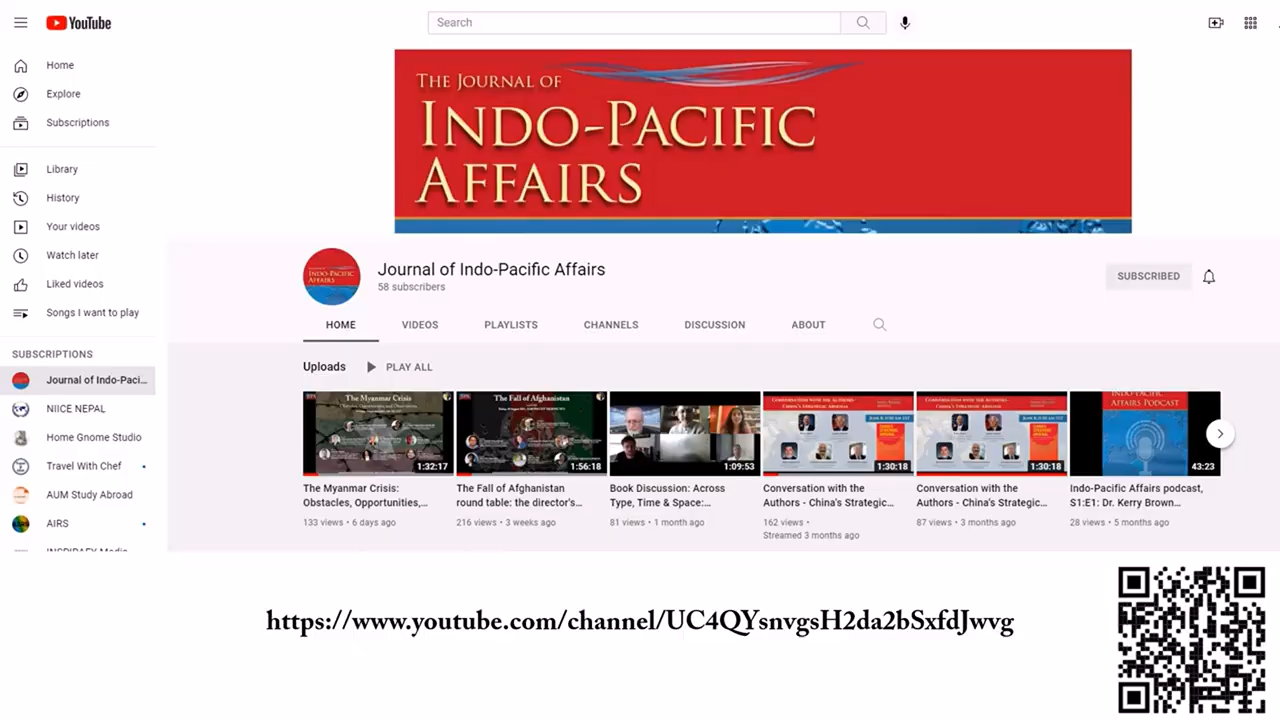 YouTube
Search
Home
Explore
Subscriptions
Library
History
Your videos
Watch later
Liked videos
Songs I want to play
SUBSCRIPTIONS
Journal of Indo-Paci...
NIICE NEPAL
Home Gnome Studio
Travel With Chef
AUM Study Abroad
AIRS
THE JOURNAL OF
INDO-PACIFIC
AFFAIRS
Journal of Indo-Pacific Affairs
58 subscribers
SUBSCRIBED
HOME VIDEOS PLAYLISTS CHANNELS DISCUSSION ABOUT
Uploads PLAY ALL
The Myanmar Crisis
1:32:17
The Myanmar Crisis:
Obstacles, Opportunities,...
133 views • 6 days ago
The Fall of Afghanistan
1:56:18
The Fall of Afghanistan
round table: the director's...
216 views • 3 weeks ago
1:09:53
Book Discussion: Across
Type, Time & Space:...
81 views • 1 month ago
1:30:18
Conversation with the
Authors - China's Strategic...
162 views •
Streamed 3 months ago
1:30:18
Conversation with the
Authors - China's Strategic...
87 views • 3 months ago
INDO-PACIFIC
AFFAIRS PODCAST
43:23
Indo-Pacific Affairs podcast,
S1:E1: Dr. Kerry Brown...
28 views • 5 months ago
https://www.youtube.com/channel/UC4QYsnvgsH2da2bSxfdJwvg